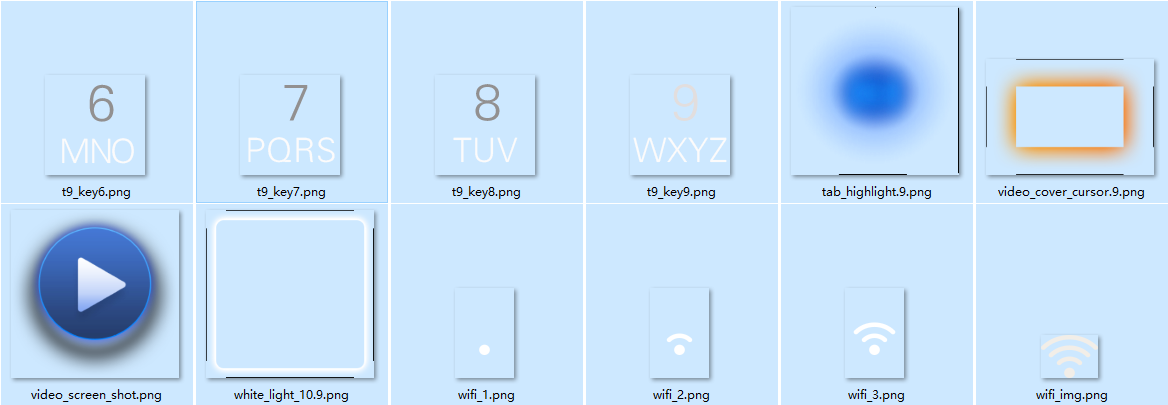 6
MNO
7
PQRS
8
TUV
9
WXYZ
t9_key6.png
t9_key7.png
t9_key8.png
t9_key9.png
tab_highlight.9.png
video_cover_cursor.9.png
video_screen_shot.png
white_light_10.9.png
wifi_1.png
wifi_2.png
wifi_3.png
wifi_img.png